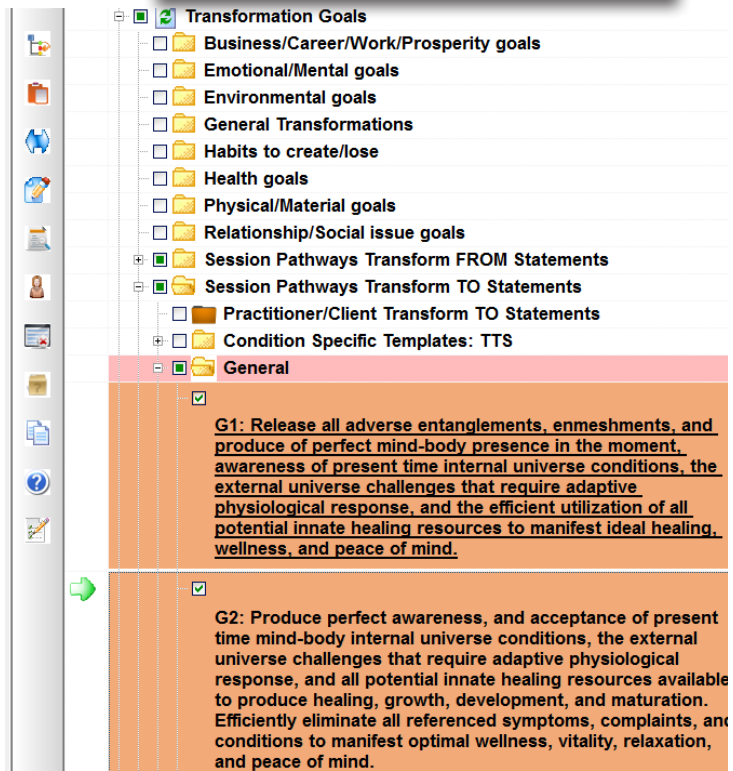 Transformation Goals
Business/Career/Work/Prosperity goals
Emotional/Mental goals
Environmental goals
General Transformations
Habits to create/lose
Health goals
Physical/Material goals
Relationship/Social issue goals
Session Pathways Transform FROM Statements
Session Pathways Transform TO Statements
Practitioner/Client Transform TO Statements
Condition Specific Templates: TTS
General
G1: Release all adverse entanglements, enmeshments, and
produce of perfect mind-body presence in the moment,
awareness of present time internal universe conditions, the
external universe challenges that require adaptive
physiological response, and the efficient utilization of all
potential innate healing resources to manifest ideal healing,
wellness, and peace of mind.
G2: Produce perfect awareness, and acceptance of present
time mind-body internal universe conditions, the external
universe challenges that require adaptive physiological
response, and all potential innate healing resources available
to produce healing, growth, development, and maturation.
Efficiently eliminate all referenced symptoms, complaints, and
conditions to manifest optimal wellness, vitality, relaxation,
and peace of mind.